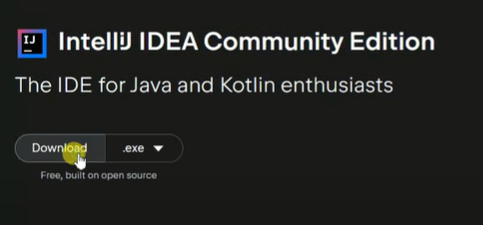 IJ
IntelliJ IDEA Community Edition
The IDE for Java and Kotlin enthusiasts
Download .exe
Free, built on open source